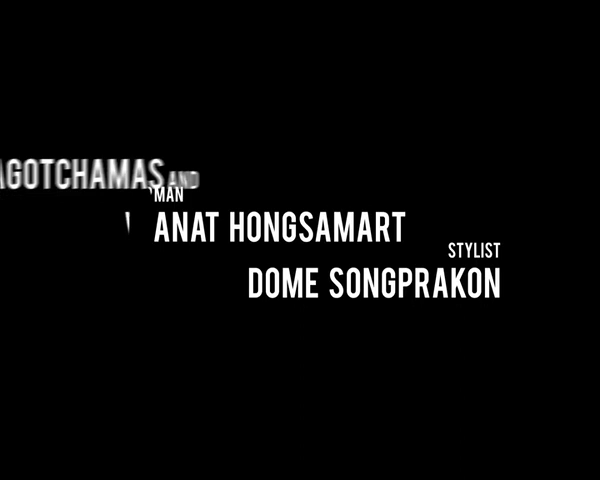 AGOTCHAMAS AND
MAN
ANAT HONGSAMART
STYLIST
DOME SONGPRAKON